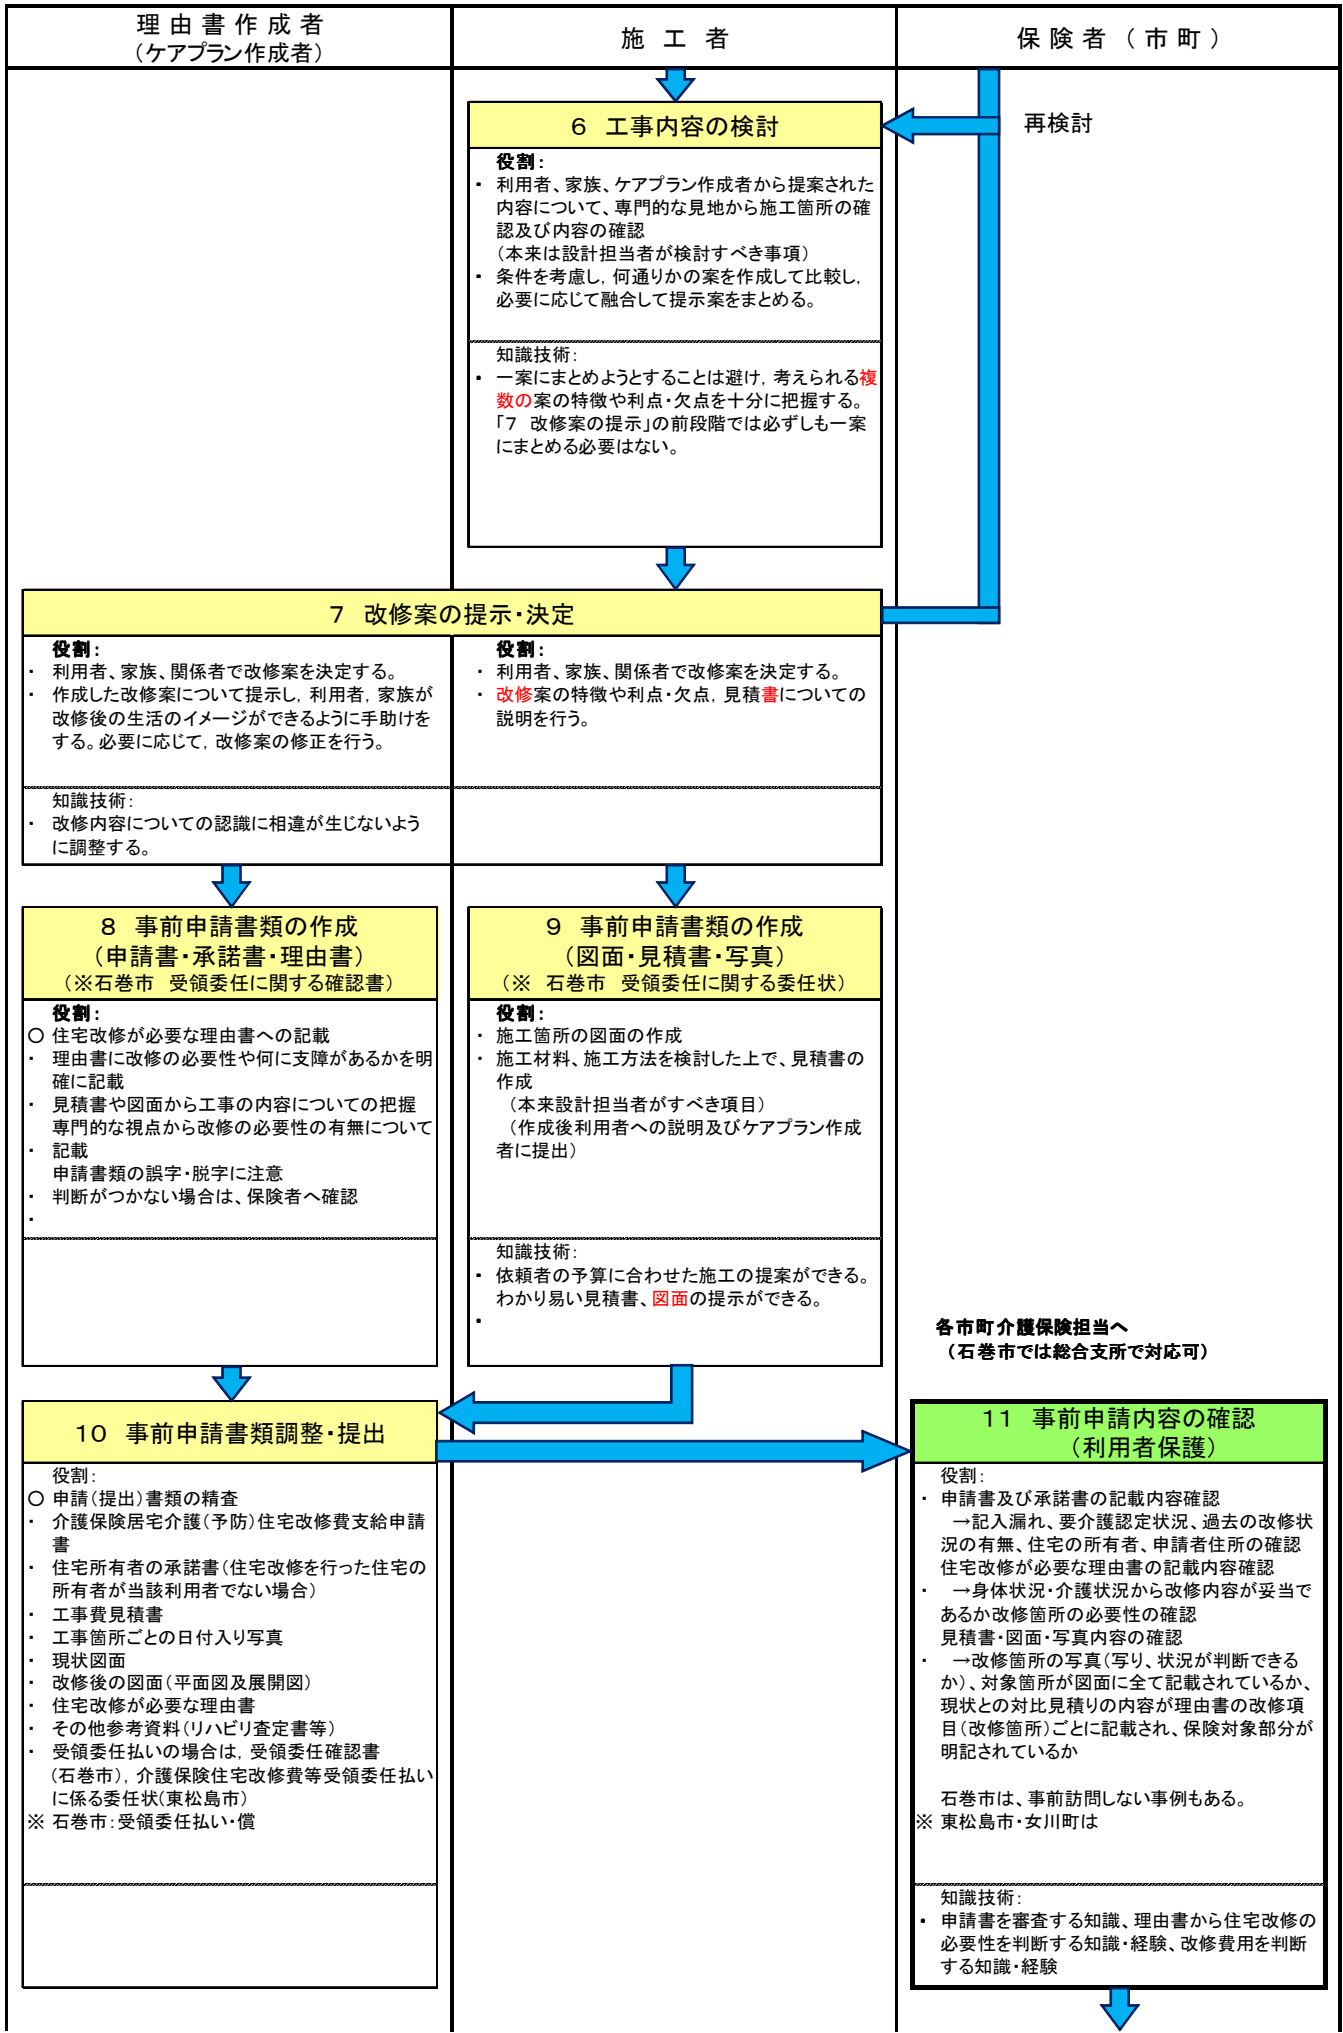 理由書作成者
（ケアプラン作成者）
施工者
保険者（市町）
6 工事内容の検討
再検討
役割：
・ 利用者、家族、ケアプラン作成者から提案された
内容について、専門的な見地から施工箇所の確
認及び内容の確認
（本来は設計担当者が検討すべき事項）
・ 条件を考慮し，何通りかの案を作成して比較し，
必要に応じて融合して提示案をまとめる。
知識技術：
・ 一案にまとめようとすることは避け，考えられる複
数の案の特徴や利点・欠点を十分に把握する。
「7 改修案の提示」の前段階では必ずしも一案
にまとめる必要はない。
7 改修案の提示・決定
役割：
・ 利用者、家族、関係者で改修案を決定する。
・ 作成した改修案について提示し，利用者，家族が
改修後の生活のイメージができるように手助けを
する。必要に応じて，改修案の修正を行う。
知識技術：
・ 改修内容についての認識に相違が生じないよう
に調整する。
役割：
・ 利用者、家族、関係者で改修案を決定する。
・ 改修案の特徴や利点・欠点，見積書についての
説明を行う。
8 事前申請書類の作成
（申請書・承諾書・理由書）
（※石巻市 受領委任に関する確認書）
役割：
○ 住宅改修が必要な理由書への記載
・ 理由書に改修の必要性や何に支障があるかを明
確に記載
・ 見積書や図面から工事の内容についての把握
専門的な視点から改修の必要性の有無について
・ 記載
申請書類の誤字・脱字に注意
・ 判断がつかない場合は、保険者へ確認
・
9 事前申請書類の作成
（図面・見積書・写真）
（※ 石巻市 受領委任に関する委任状）
役割：
・ 施工箇所の図面の作成
・ 施工材料、施工方法を検討した上で、見積書の
作成
（本来設計担当者がすべき項目）
（作成後利用者への説明及びケアプラン作成
者に提出）
知識技術：
・ 依頼者の予算に合わせた施工の提案ができる。
わかり易い見積書、図面の提示ができる。
・
各市町介護保険担当へ
（石巻市では総合支所で対応可）
10 事前申請書類調整・提出
役割：
○ 申請（提出）書類の精査
・ 介護保険居宅介護（予防）住宅改修費支給申請
書
・ 住宅所有者の承諾書（住宅改修を行った住宅の
所有者が当該利用者でない場合）
・ 工事費見積書
・ 工事箇所ごとの日付入り写真
・ 現状図面
・ 改修後の図面（平面図及展開図）
・ 住宅改修が必要な理由書
・ その他参考資料（リハビリ査定書等）
・ 受領委任払いの場合は，受領委任確認書
（石巻市），介護保険住宅改修費等受領委任払い
に係る委任状（東松島市）
※ 石巻市：受領委任払い・償
11 事前申請内容の確認
（利用者保護）
役割：
・ 申請書及び承諾書の記載内容確認
→記入漏れ、要介護認定状況、過去の改修状
況の有無、住宅の所有者、申請者住所の確認
住宅改修が必要な理由書の記載内容確認
・ →身体状況・介護状況から改修内容が妥当で
あるか改修箇所の必要性の確認
見積書・図面・写真内容の確認
・ →改修箇所の写真（写り、状況が判断できる
か）、対象箇所が図面に全て記載されているか、
現状との対比見積りの内容が理由書の改修項
目（改修箇所）ごとに記載され、保険対象部分が
明記されているか
石巻市は、事前訪問しない事例もある。
※ 東松島市・女川町は
知識技術：
・ 申請書を審査する知識、理由書から住宅改修の
必要性を判断する知識・経験、改修費用を判断
する知識・経験